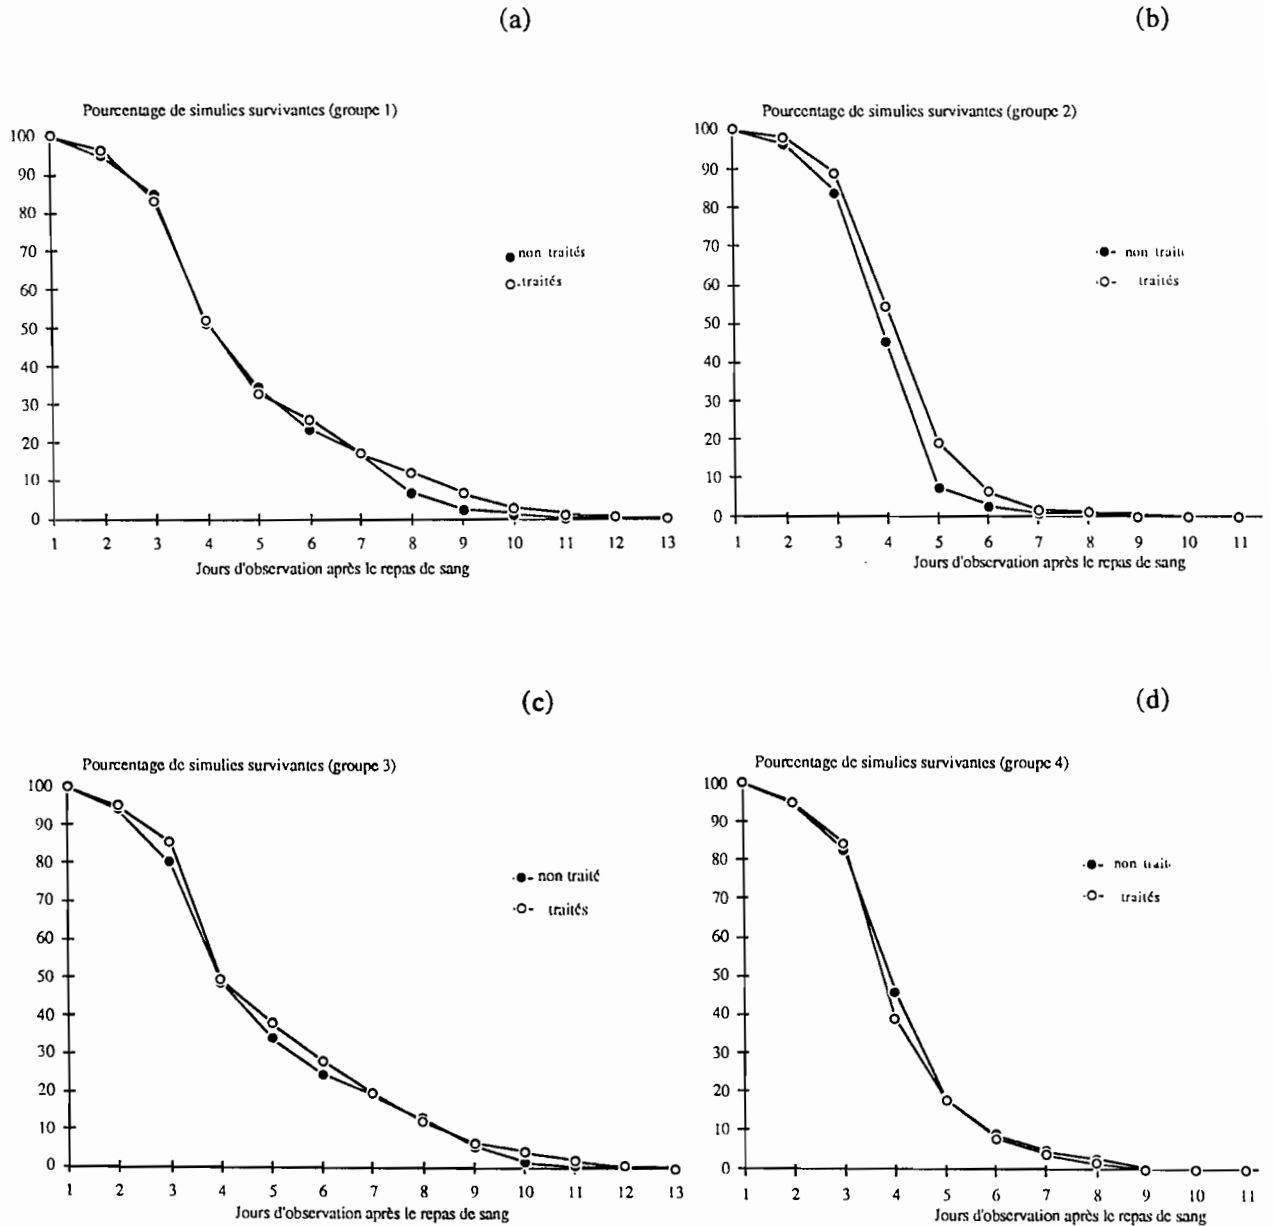 (a)
Pourcentage de simulies survivantes (groupe 1)
100
90
80
70
60
50
40
30
20
10
0
non traités
traités
1 2 3 4 5 6 7 8 9 10 11 12 13
Jours d'observation après le repas de sang
(b)
Pourcentage de simulies survivantes (groupe 2)
100
90
80
70
60
50
40
30
20
10
0
non
traités
1 2 3 4 5 6 7 8 9 10 11
Jours d'observation après le repas de sang
(c)
Pourcentage de simulies survivantes (groupe 3)
100
90
80
70
60
50
40
30
20
10
0
non traité
traités
1 2 3 4 5 6 7 8 9 10 11 12 13
Jours d'observation après le repas de sang
(d)
Pourcentage de simulies survivantes (groupe 4)
100
90
80
70
60
50
40
30
20
10
0
non
traités
1 2 3 4 5 6 7 8 9 10 11
Jours d'observation après le repas de sang